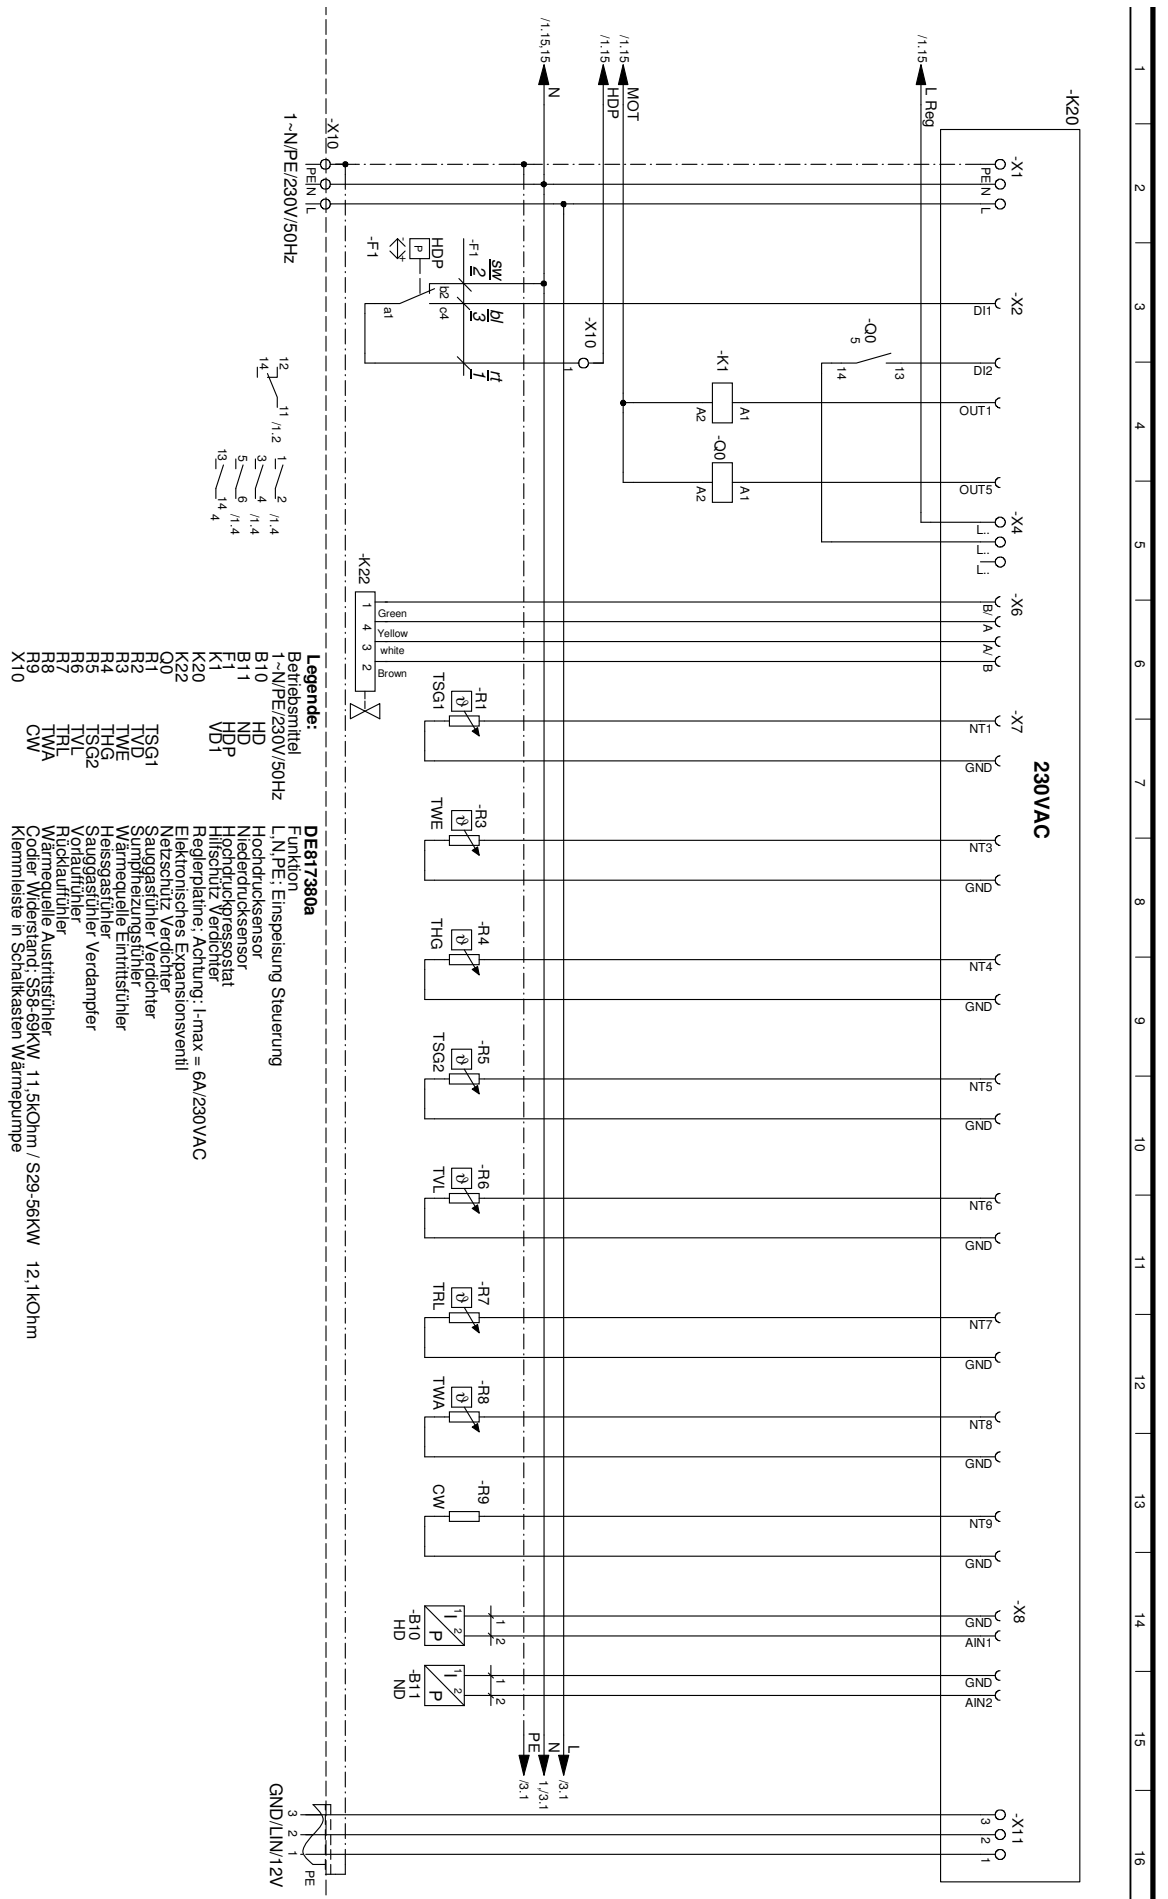 1
2
3
4
5
6
7
8
9
10
11
12
13
14
15
16
-K20
230VAC
/1.15,15
N
/1.15
HDP
/1.15
MOT
/1.15
L Reg
-X1
PE
N
L
-X2
DI1
DI2
OUT1
OUT5
-X4
L:
L:
L:
-X6
B/
A
A/
B
-X7
NT1
GND
NT3
GND
NT4
GND
NT5
GND
NT6
GND
NT7
GND
NT8
GND
NT9
GND
-X8
GND
AIN1
GND
AIN2
-X11
3
2
1
-Q0
5
14
13
-K1
A2
A1
-Q0
A2
A1
-X10
1
-X10
PE
N
L
1~N/PE/230V/50Hz
HDP
P
-F1
-F1
sw
2
bl
3
rt
1
b2
c4
a1
12
14
11
/1.2
1
2
/1.4
3
4
/1.4
5
6
/1.4
13
14
4
-K22
1
Green
4
Yellow
3
white
2
Brown
-R1
ϑ
TSG1
-R3
ϑ
TWE
-R4
ϑ
THG
-R5
ϑ
TSG2
-R6
ϑ
TVL
-R7
ϑ
TRL
-R8
ϑ
TWA
-R9
CW
-B10
HD
1
I
2
P
1
2
-B11
ND
1
I
2
P
1
2
L
/3.1
N
1,/3.1
PE
/3.1
3
2
1
PE
GND/LIN/12V
Legende: DE817380a
Betriebsmittel Funktion
1~N/PE/230V/50Hz L,N,PE; Einspeisung Steuerung
B10 HD Hochdrucksensor
B11 ND Niederdrucksensor
F1 HDP Hochdruckpressostat
K1 VD1 Hilfschütz Verdichter
K20 Reglerplatine; Achtung: I-max = 6A/230VAC
K22 Elektronisches Expansionsventil
Q0 Netzschütz Verdichter
R1 TSG1 Sauggasfühler Verdichter
R2 TVD Sumpfheizungsfühler
R3 TWE Wärmequelle Eintrittsfühler
R4 THG Heissgasfühler
R5 TSG2 Sauggasfühler Verdampfer
R6 TVL Vorlauffühler
R7 TRL Rücklauffühler
R8 TWA Wärmequelle Austrittsfühler
R9 CW Codier Widerstand; S58-69KW 11,5kOhm / S29-56KW 12,1kOhm
X10 Klemmleiste in Schallkasten Wärmepumpe